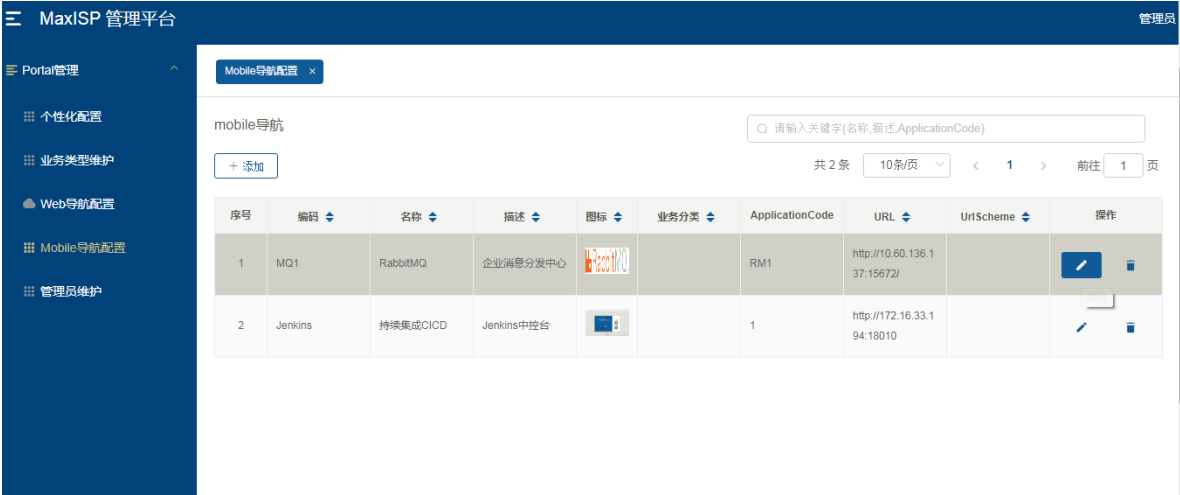 MaxISP 管理平台
管理员
Portal管理
Mobile导航配置 ×
个性化配置
业务类型维护
Web导航配置
Mobile导航配置
管理员维护
mobile导航
请输入关键字(名称,描述,ApplicationCode)
+ 添加
共 2 条 10条/页 < 1 > 前往 1 页
序号 编码 名称 描述 图标 业务分类 ApplicationCode URL UrlScheme 操作
1 MQ1 RabbitMQ 企业消息分发中心 RabbitMQ RM1 http://10.60.136.1
37:15672/
2 Jenkins 持续集成CICD Jenkins中控台 1 http://172.16.33.1
94:18010